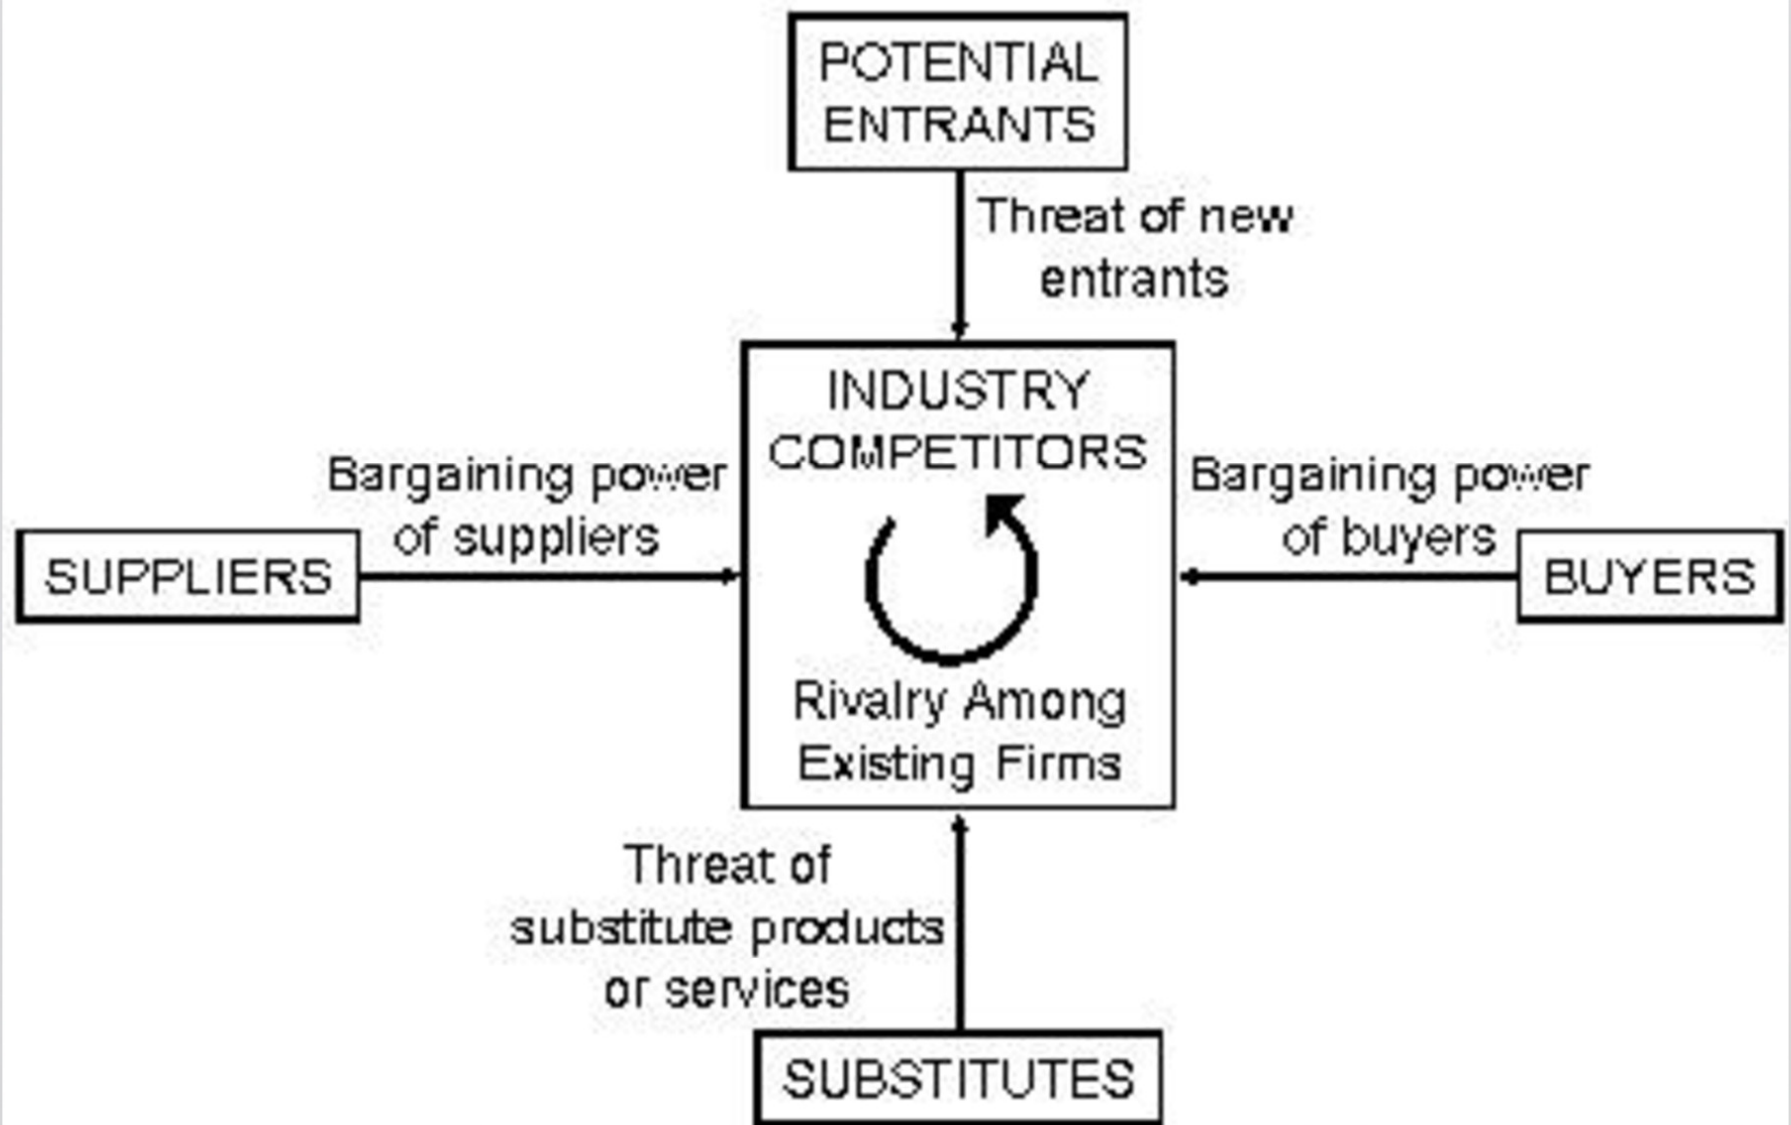 POTENTIAL
ENTRANTS
Threat of new
entrants
INDUSTRY
COMPETITORS
Bargaining power
of suppliers
Bargaining power
of buyers
SUPPLIERS
BUYERS
Rivalry Among
Existing Firms
Threat of
substitute products
or services
SUBSTITUTES